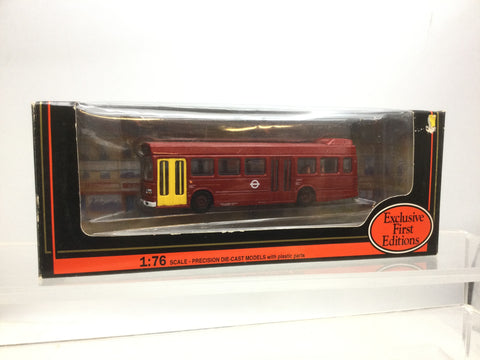 Exclusive
First
Editions
1:76 SCALE - PRECISION DIE-CAST MODELS with plastic parts